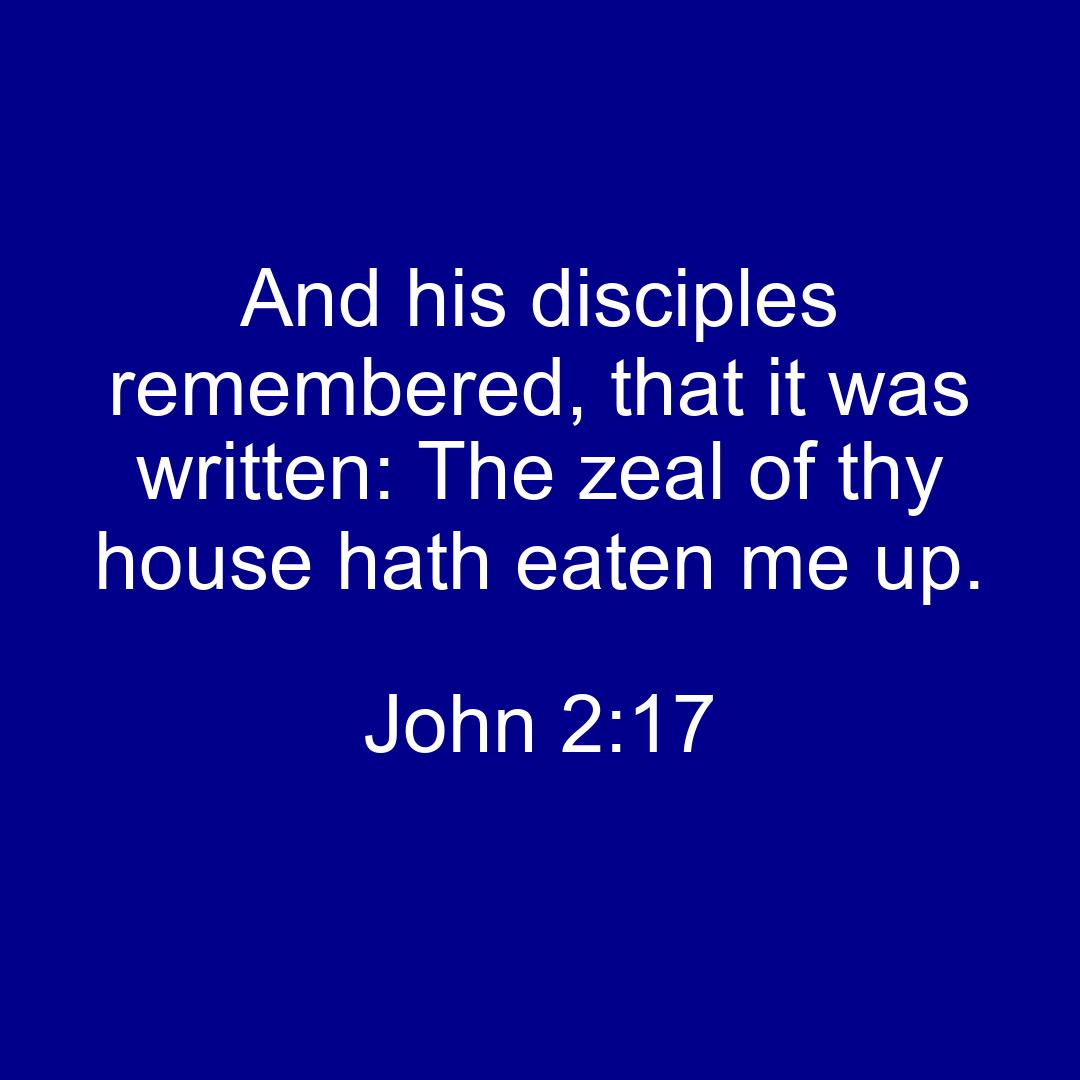 And his disciples
remembered, that it was
written: The zeal of thy
house hath eaten me up.
John 2:17